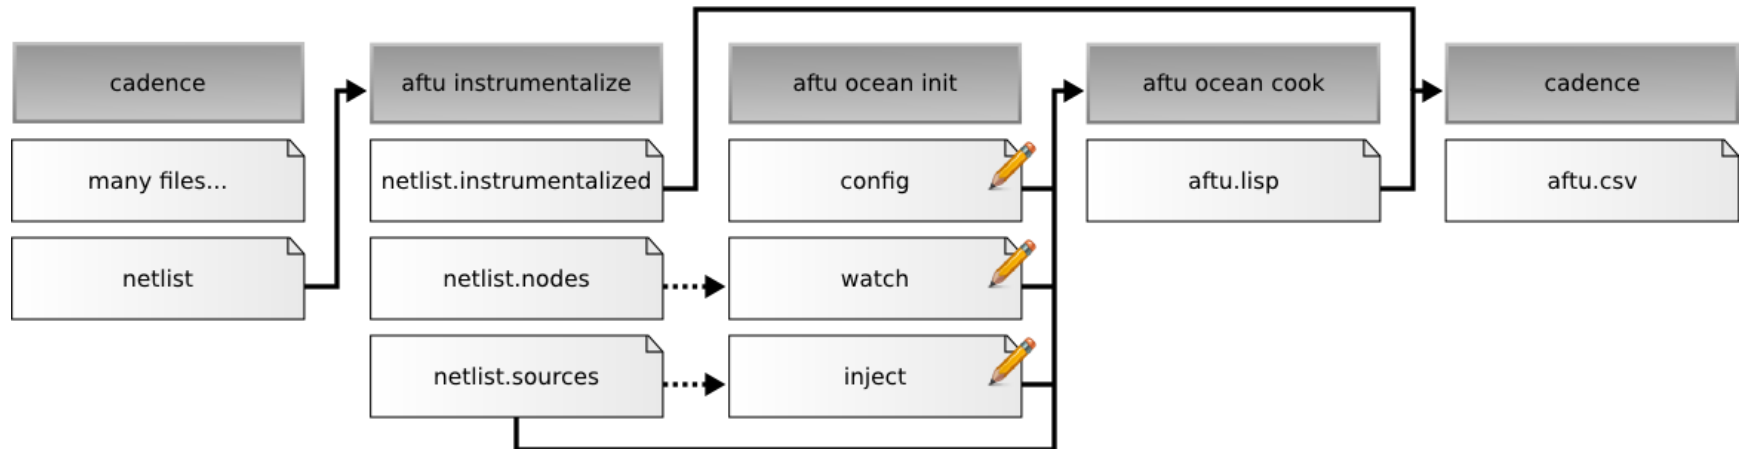 cadence
aftu instrumentalize
aftu ocean init
aftu ocean cook
cadence
many files...
netlist.instrumentalized
config
aftu.lisp
aftu.csv
netlist
netlist.nodes
watch
netlist.sources
inject